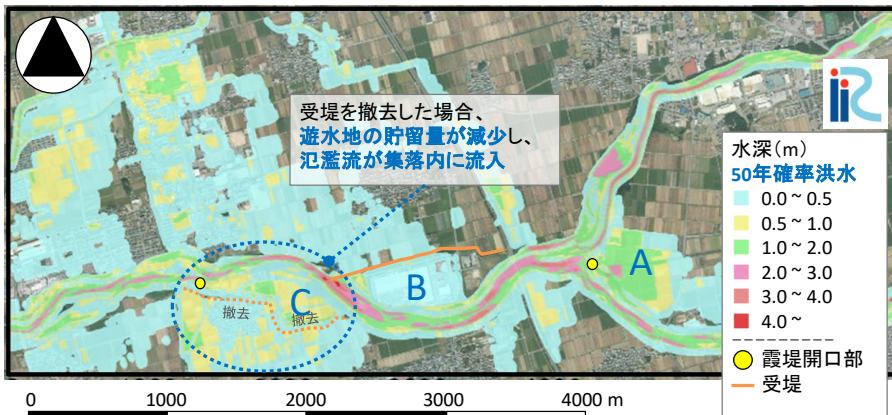 受堤を撤去した場合、
遊水地の貯留量が減少し、
氾濫流が集落内に流入
iRIC
水深(m)
50年確率洪水
0.0 ~ 0.5
0.5 ~ 1.0
1.0 ~ 2.0
2.0 ~ 3.0
3.0 ~ 4.0
4.0 ~
霞堤開口部
受堤
A
B
C
撤去
撤去
0 1000 2000 3000 4000 m